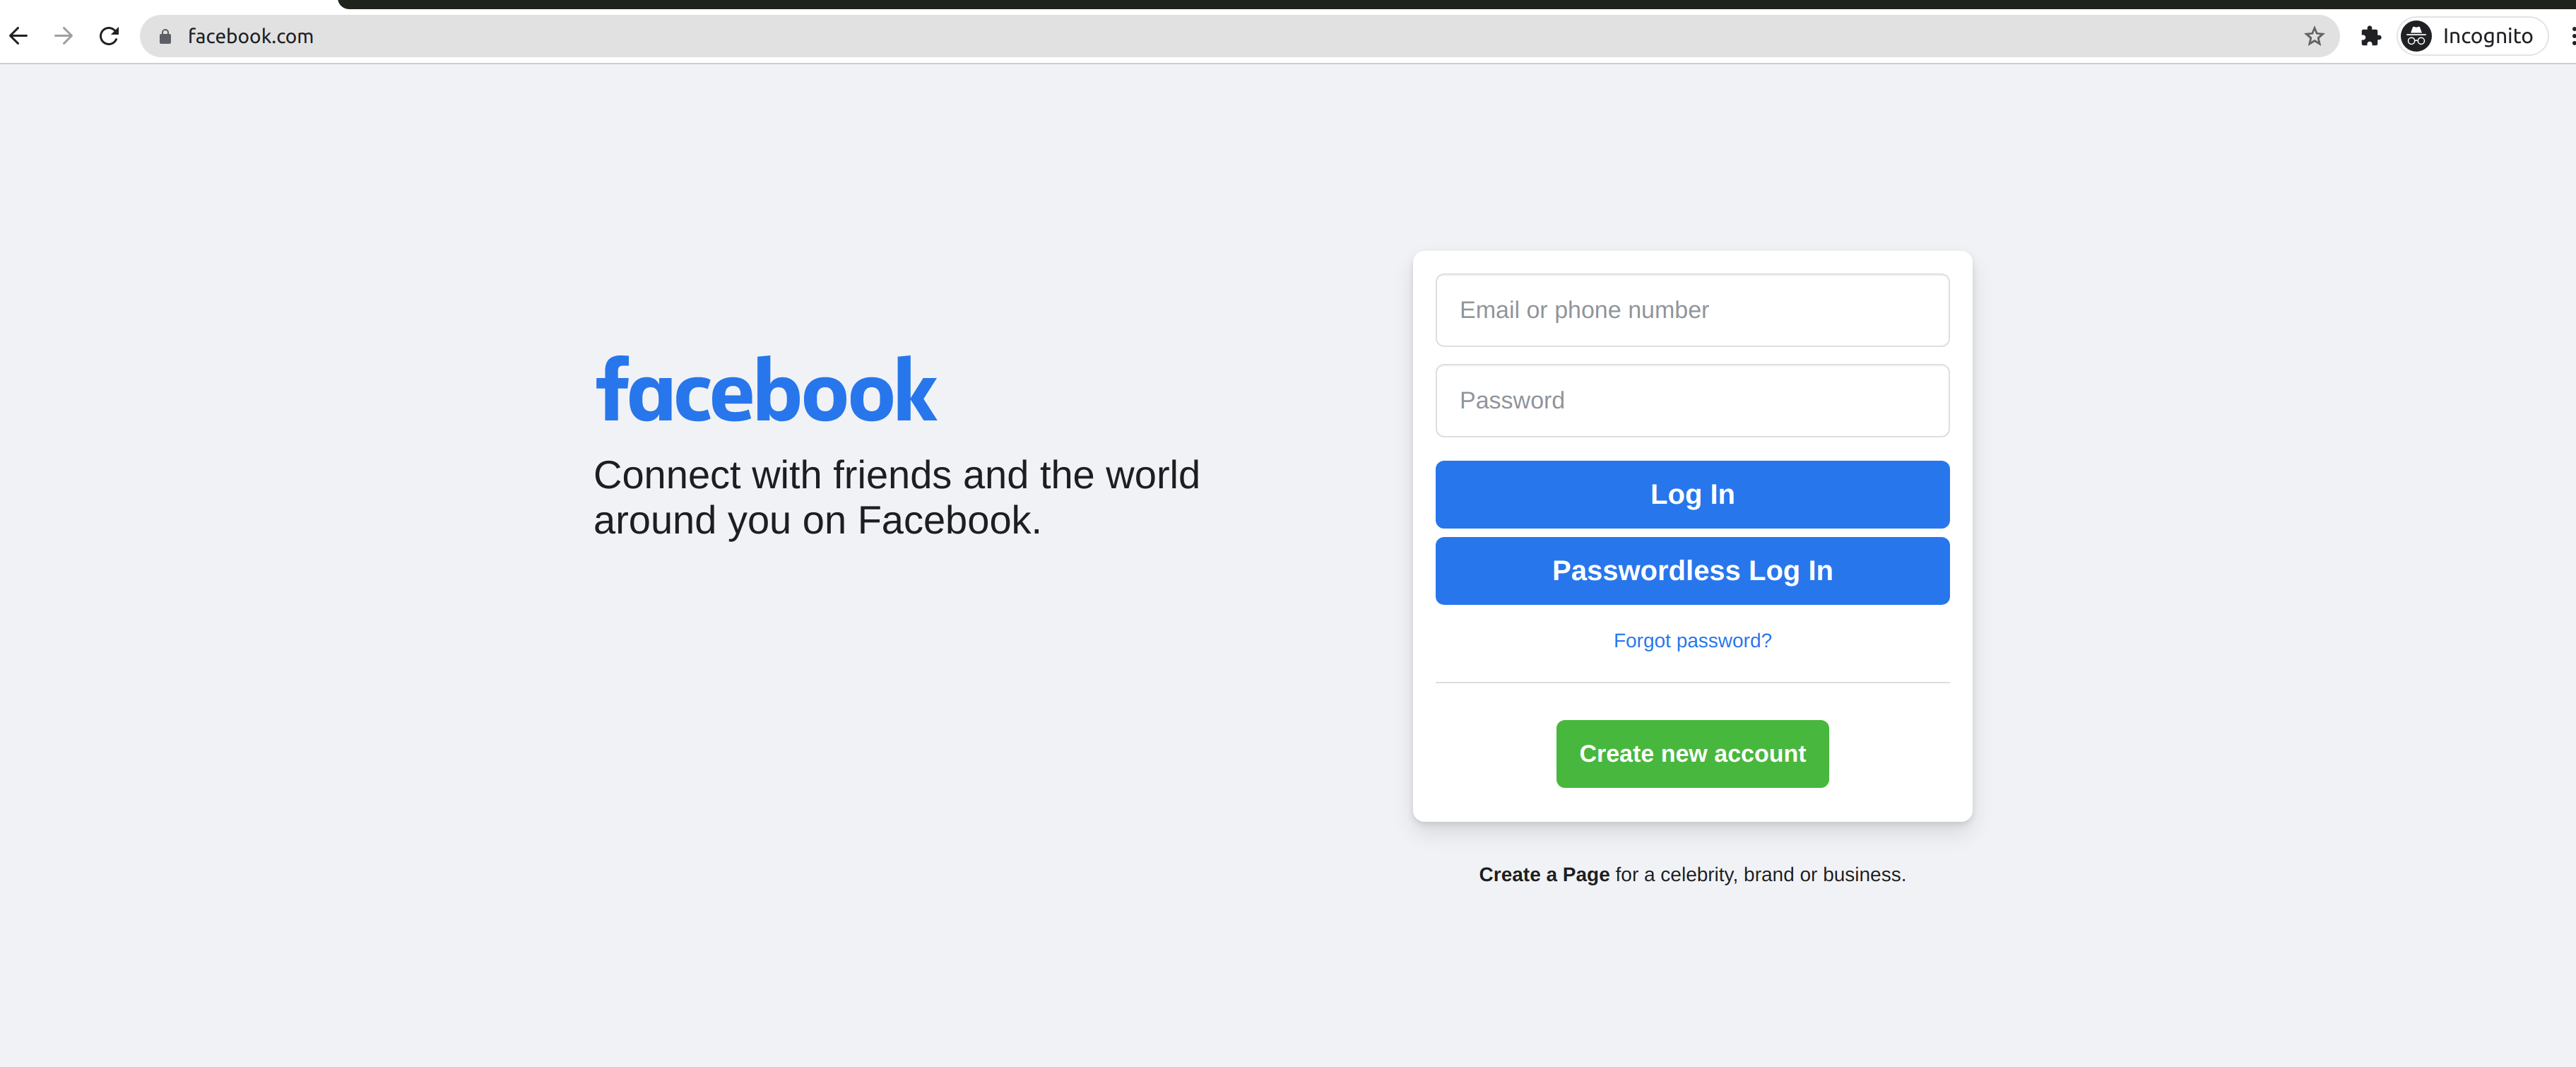 facebook.com
Incognito
facebook
Connect with friends and the world
around you on Facebook.
Email or phone number
Password
Log In
Passwordless Log In
Forgot password?
Create new account
Create a Page for a celebrity, brand or business.